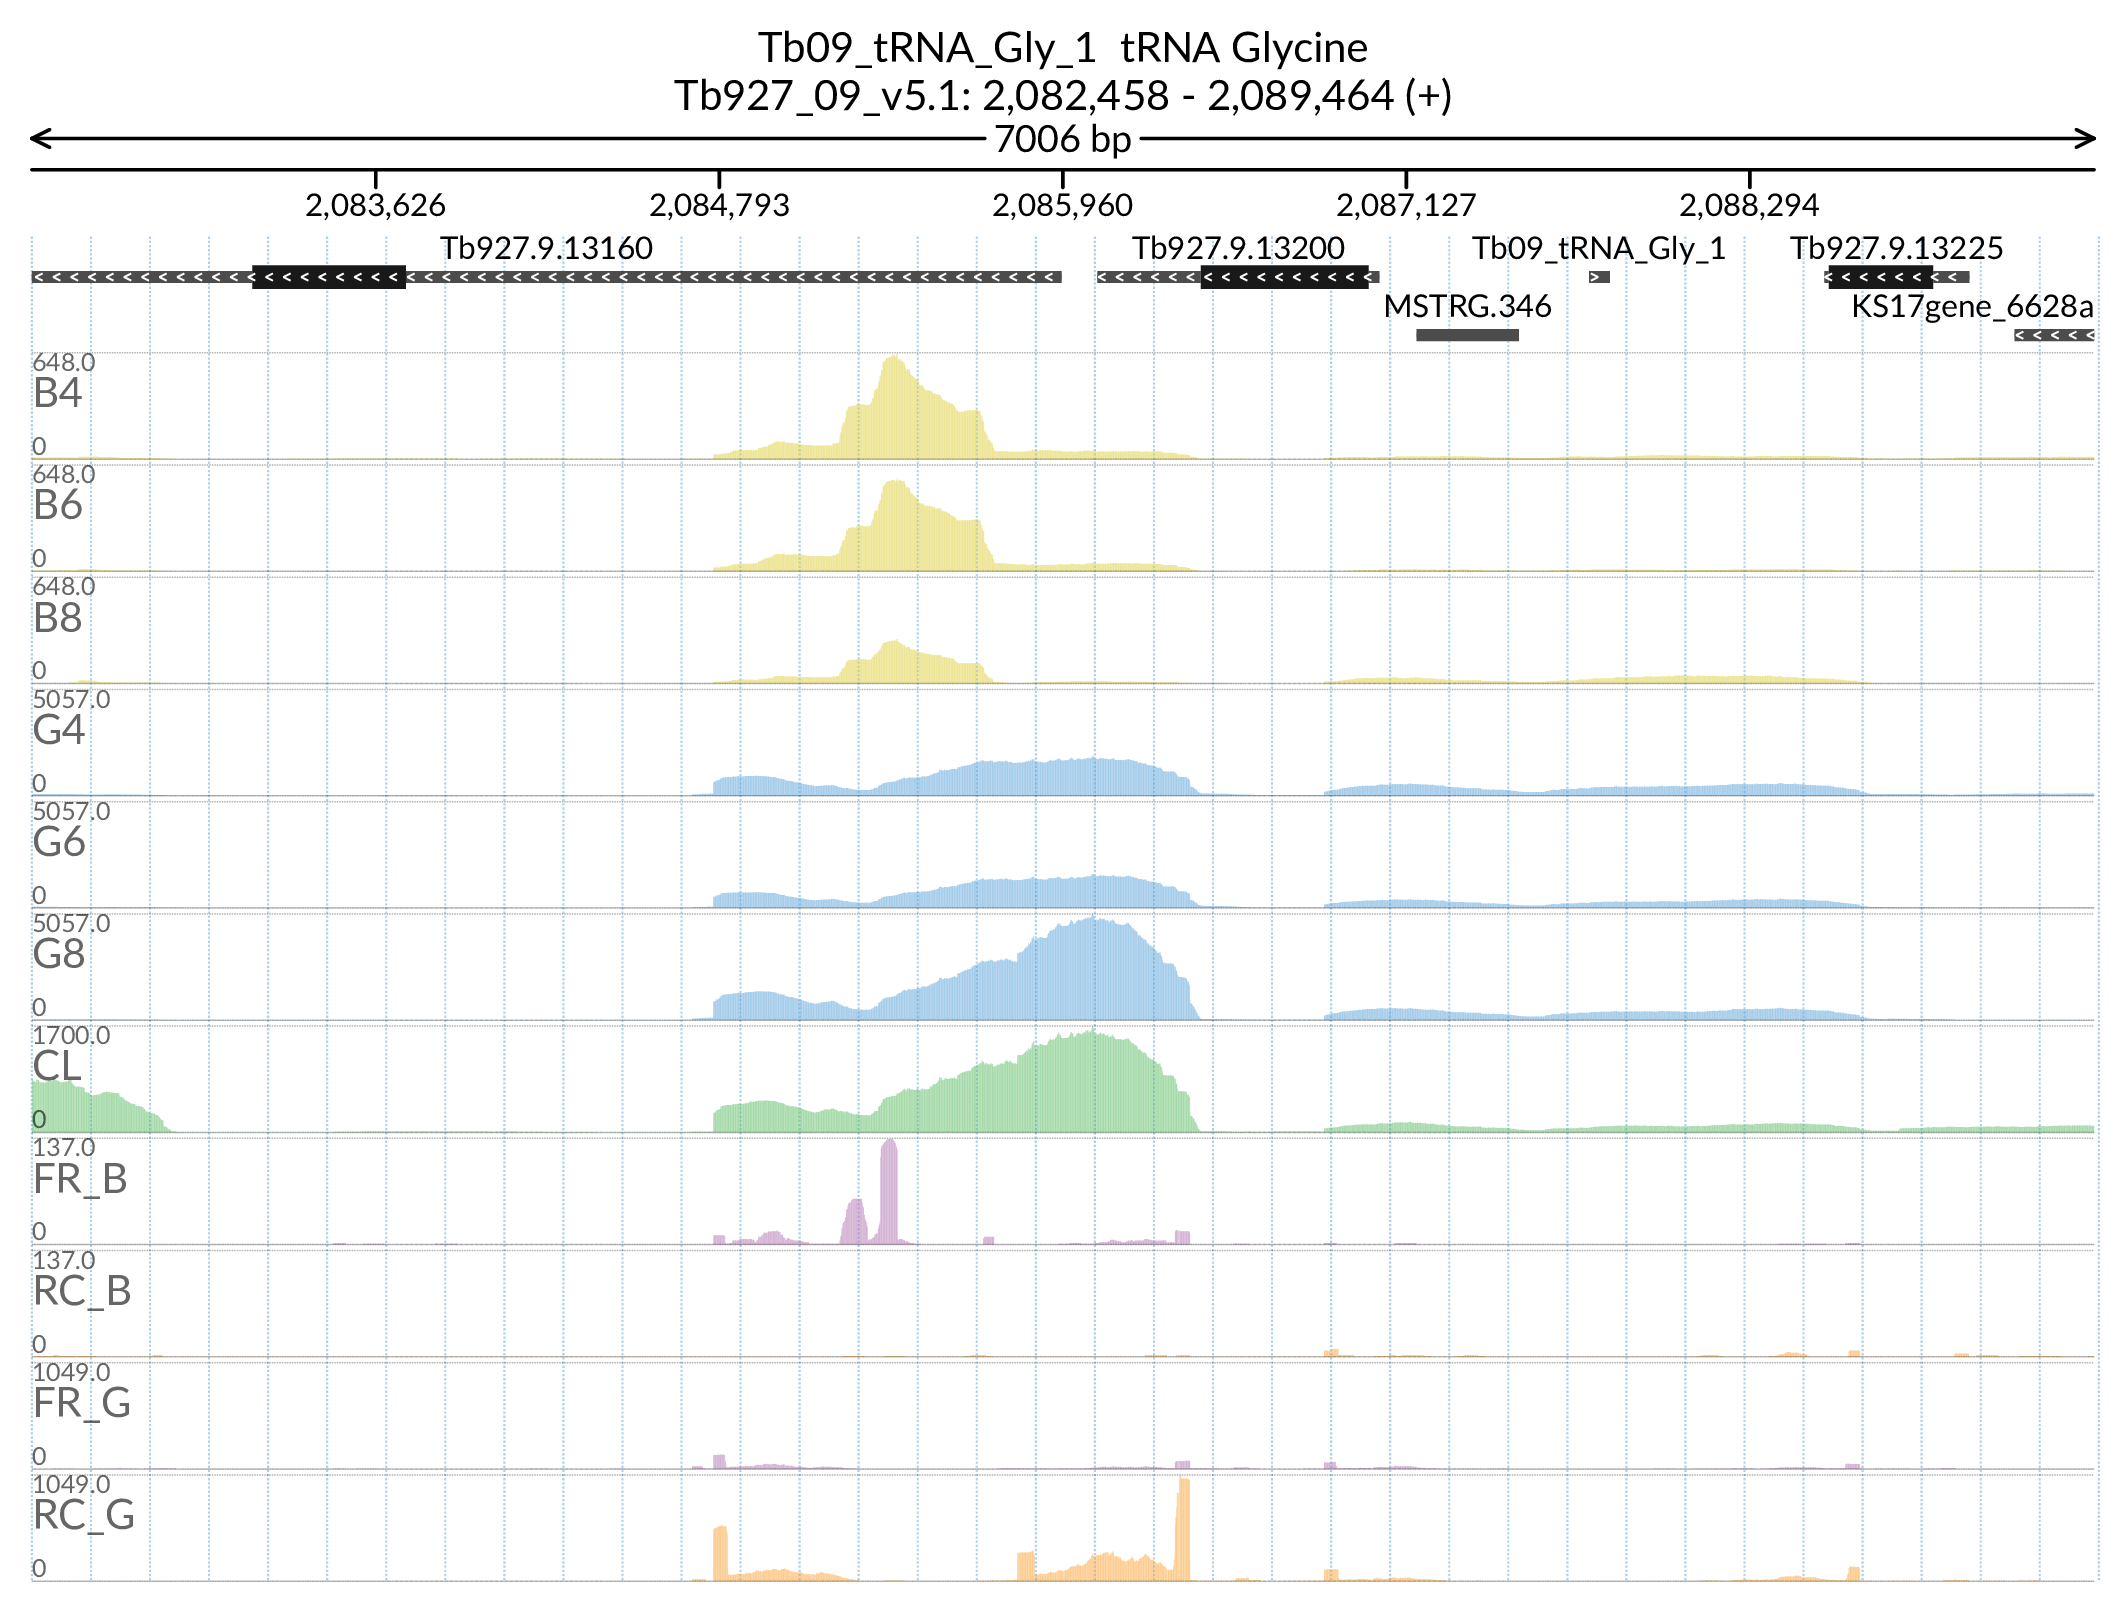 Tb09_tRNA_Gly_1 tRNA Glycine
Tb927_09_v5.1: 2,082,458 - 2,089,464 (+)
7006 bp
2,083,626 2,084,793 2,085,960 2,087,127 2,088,294
Tb927.9.13160 Tb927.9.13200 Tb09_tRNA_Gly_1 Tb927.9.13225
MSTRG.346 KS17gene_6628a
648.0
B4
0
648.0
B6
0
648.0
B8
0
5057.0
G4
0
5057.0
G6
0
5057.0
G8
0
1700.0
CL
0
137.0
FR_B
0
137.0
RC_B
0
1049.0
FR_G
0
1049.0
RC_G
0